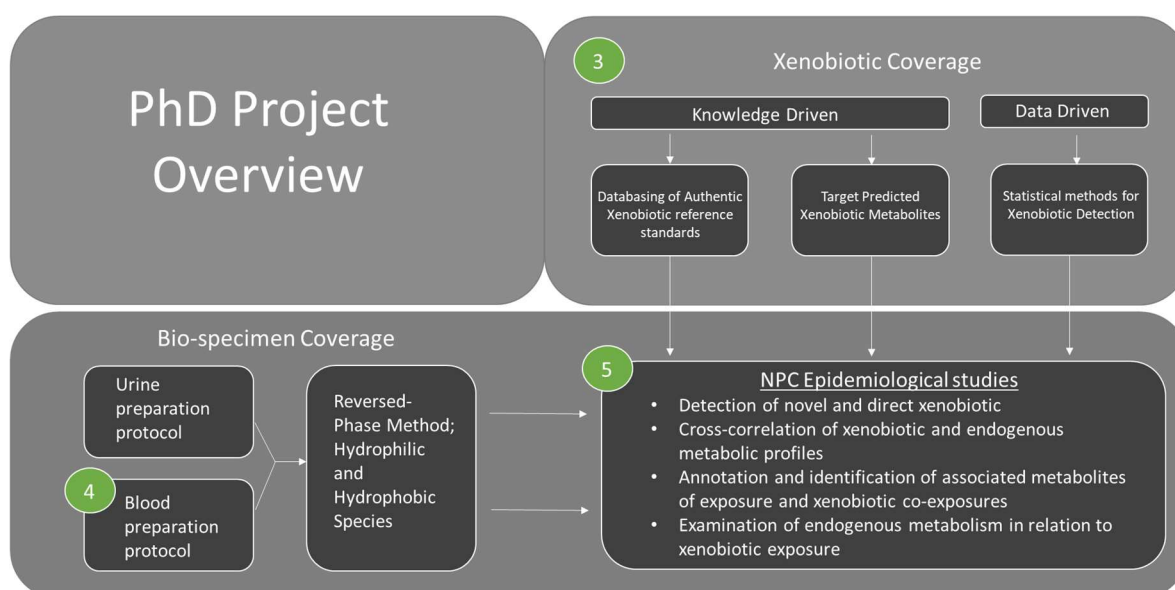 PhD Project
Overview
3
Xenobiotic Coverage
Knowledge Driven
Data Driven
Databasing of Authentic
Xenobiotic reference
standards
Target Predicted
Xenobiotic Metabolites
Statistical methods for
Xenobiotic Detection
Bio-specimen Coverage
Urine
preparation
protocol
4
Blood
preparation
protocol
Reversed-
Phase Method;
Hydrophilic
and
Hydrophobic
Species
5
NPC Epidemiological studies
• Detection of novel and direct xenobiotic
• Cross-correlation of xenobiotic and endogenous
metabolic profiles
• Annotation and identification of associated metabolites
of exposure and xenobiotic co-exposures
• Examination of endogenous metabolism in relation to
xenobiotic exposure